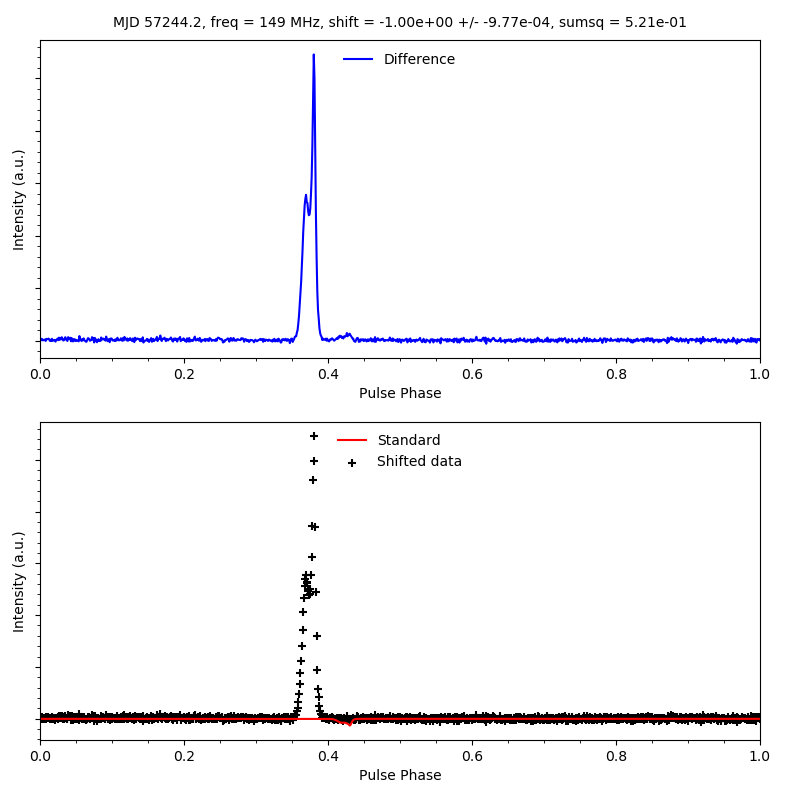 MJD 57244.2, freq = 149 MHz, shift = -1.00e+00 +/- -9.77e-04, sumsq = 5.21e-01
Difference
Intensity (a.u.)
0.0 0.2 0.4 0.6 0.8 1.0
Pulse Phase
Standard
Shifted data
Intensity (a.u.)
0.0 0.2 0.4 0.6 0.8 1.0
Pulse Phase